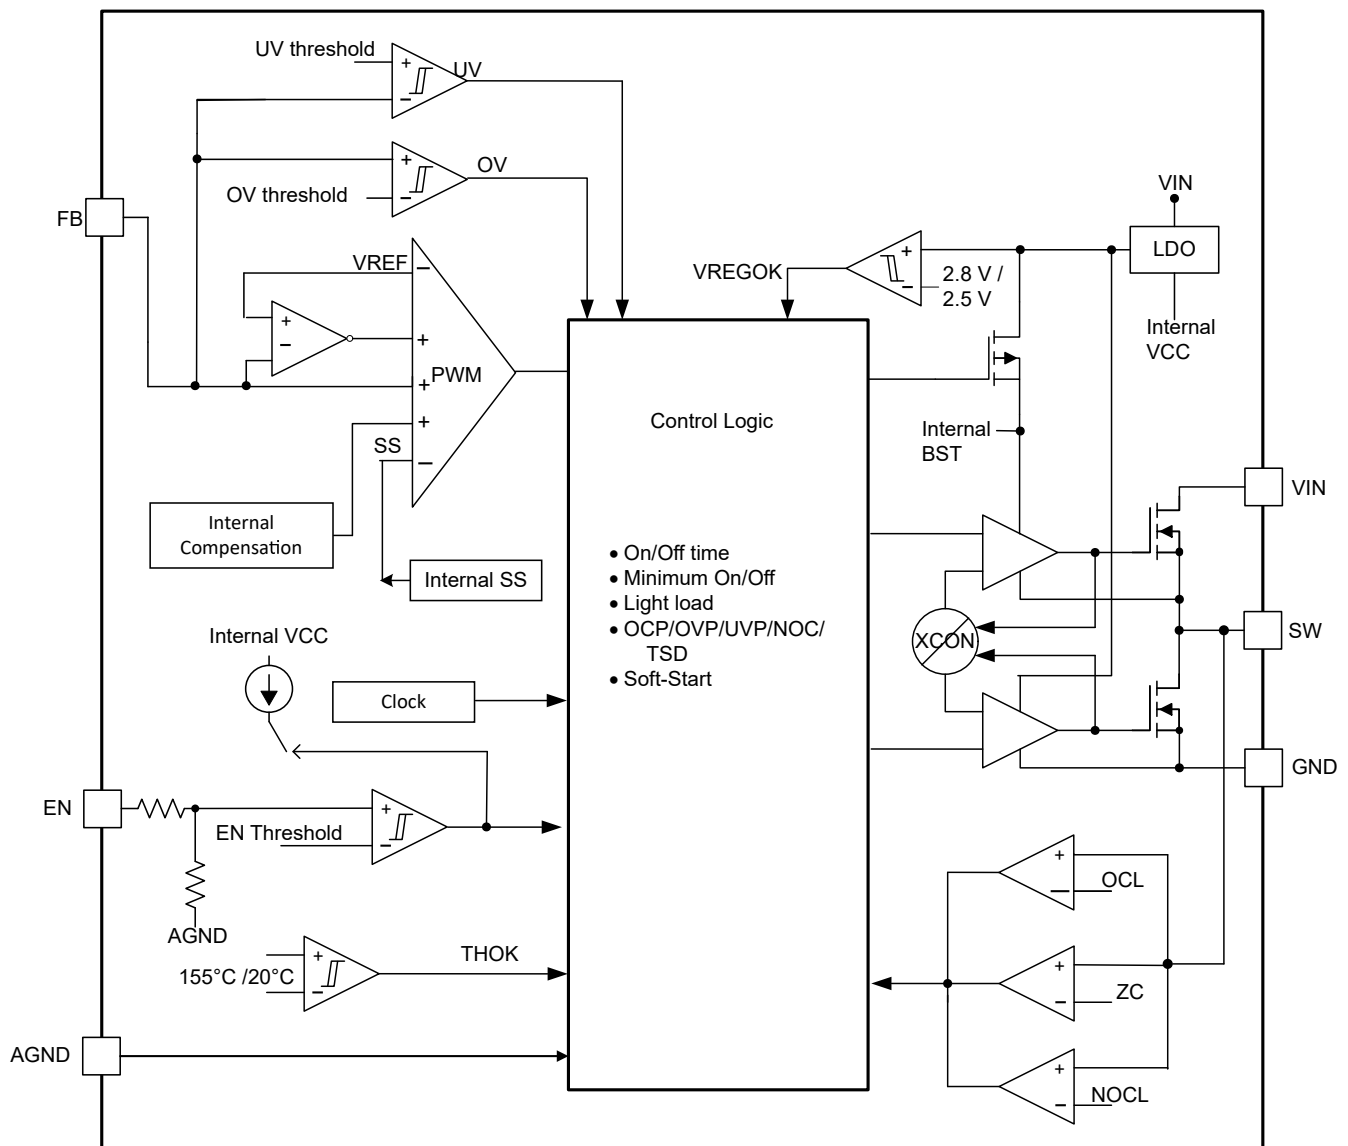 UV threshold
+
UV
−
+
OV
OV threshold
−
FB
VIN
LDO
VREF
−
VREGOK
+
−
2.8 V /
2.5 V
Internal
VCC
+
−
+
+
PWM
+
SS
−
Control Logic
Internal
BST
VIN
Internal
Compensation
Internal SS
• On/Off time
• Minimum On/Off
• Light load
• OCP/OVP/UVP/NOC/
TSD
• Soft-Start
XCON
SW
Internal VCC
Clock
GND
EN
+
EN Threshold
−
AGND
+
OCL
−
155°C /20°C
+
−
THOK
+
ZC
−
AGND
+
NOCL
−